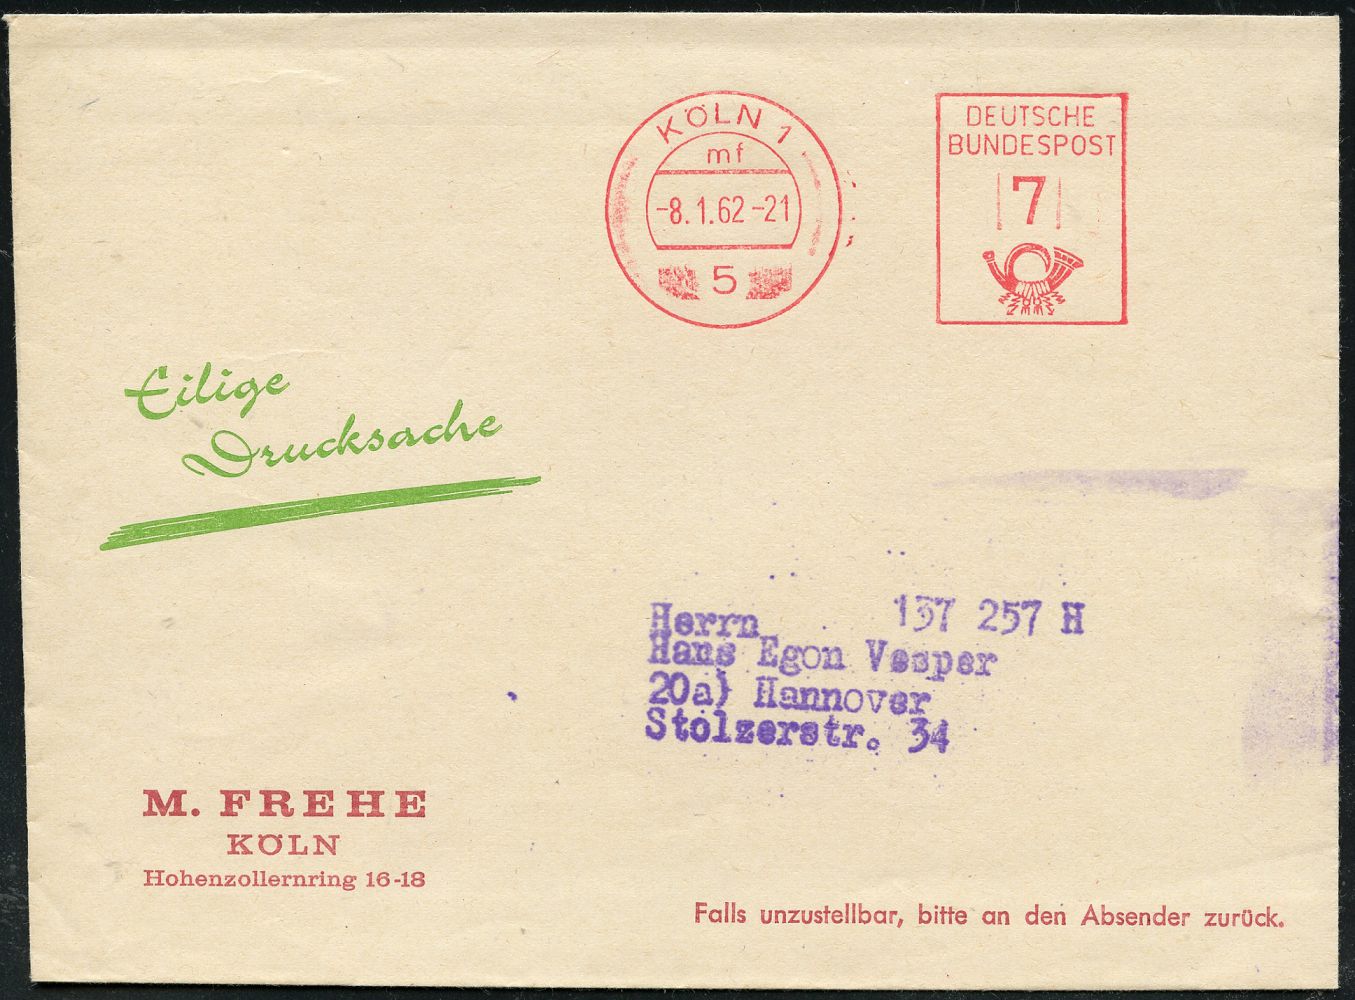 KÖLN 1
mf
-8.1.62-21
5
DEUTSCHE
BUNDESPOST
7
Eilige
Drucksache
Herrn 137 257 H
Hans Egon Vesper
20a) Hannover
Stolzerstr. 34
M. FREHE
KÖLN
Hohenzollernring 16-18
Falls unzustellbar, bitte an den Absender zurück.